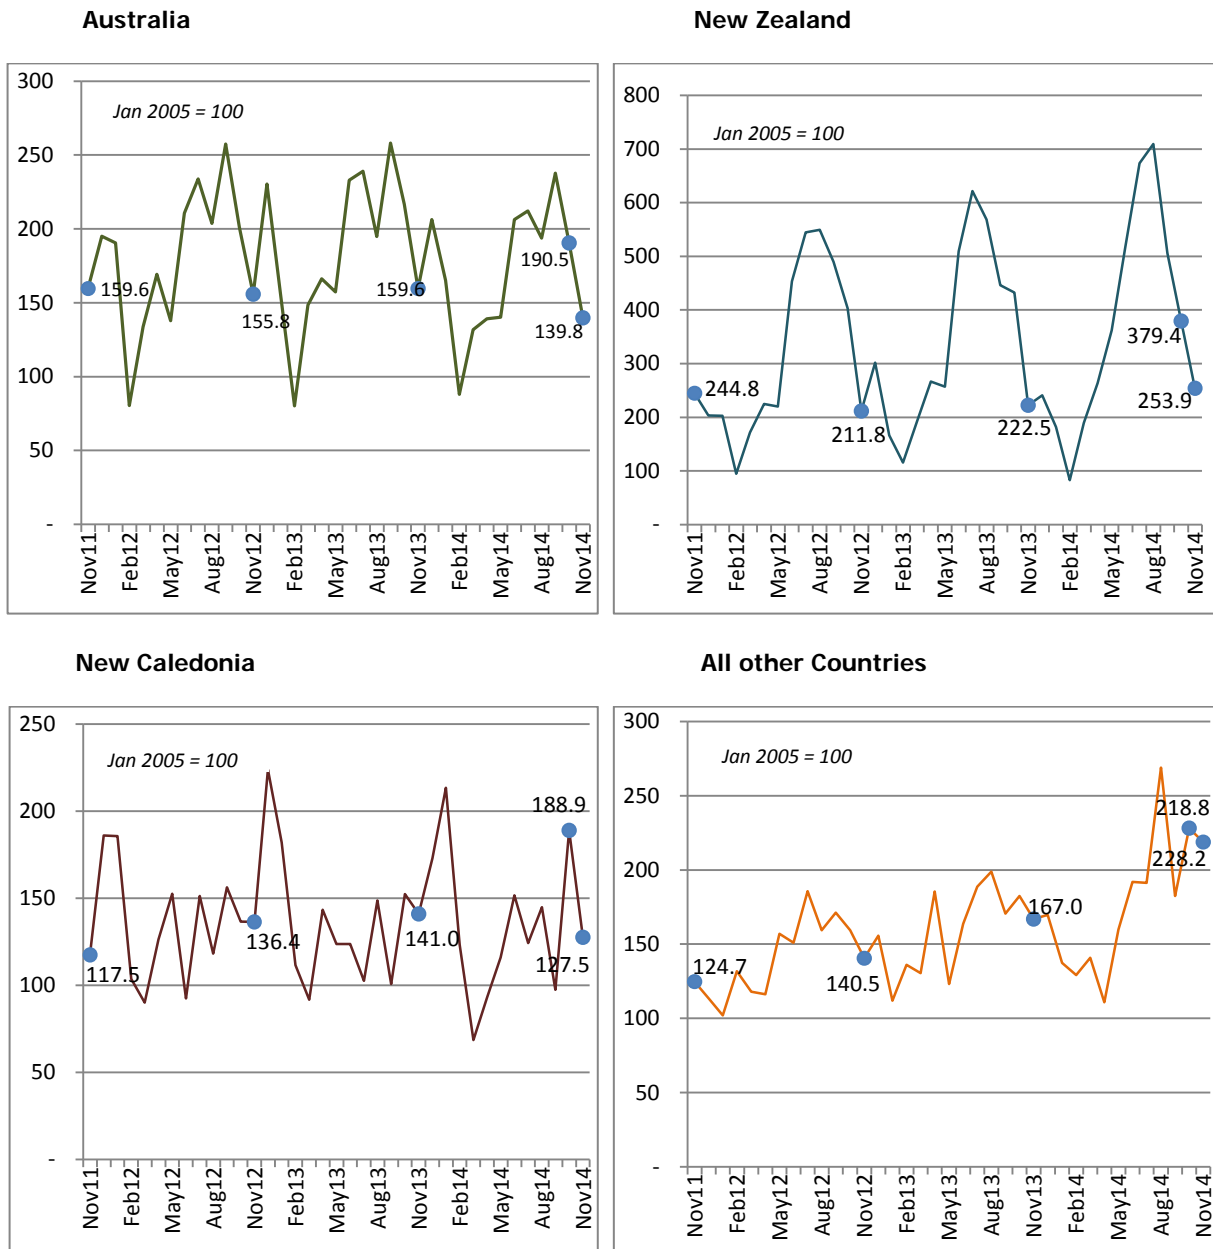 Australia
300
250
200
150
100
50
-
Jan 2005 = 100
159.6
155.8
159.6
190.5
139.8
Nov11
Feb12
May12
Aug12
Nov12
Feb13
May13
Aug13
Nov13
Feb14
May14
Aug14
Nov14
New Zealand
800
700
600
500
400
300
200
100
-
Jan 2005 = 100
244.8
211.8
222.5
379.4
253.9
Nov11
Feb12
May12
Aug12
Nov12
Feb13
May13
Aug13
Nov13
Feb14
May14
Aug14
Nov14
New Caledonia
250
200
150
100
50
-
Jan 2005 = 100
117.5
136.4
141.0
188.9
127.5
Nov11
Feb12
May12
Aug12
Nov12
Feb13
May13
Aug13
Nov13
Feb14
May14
Aug14
Nov14
All other Countries
300
250
200
150
100
50
-
Jan 2005 = 100
124.7
140.5
167.0
218.8
228.2
Nov11
Feb12
May12
Aug12
Nov12
Feb13
May13
Aug13
Nov13
Feb14
May14
Aug14
Nov14